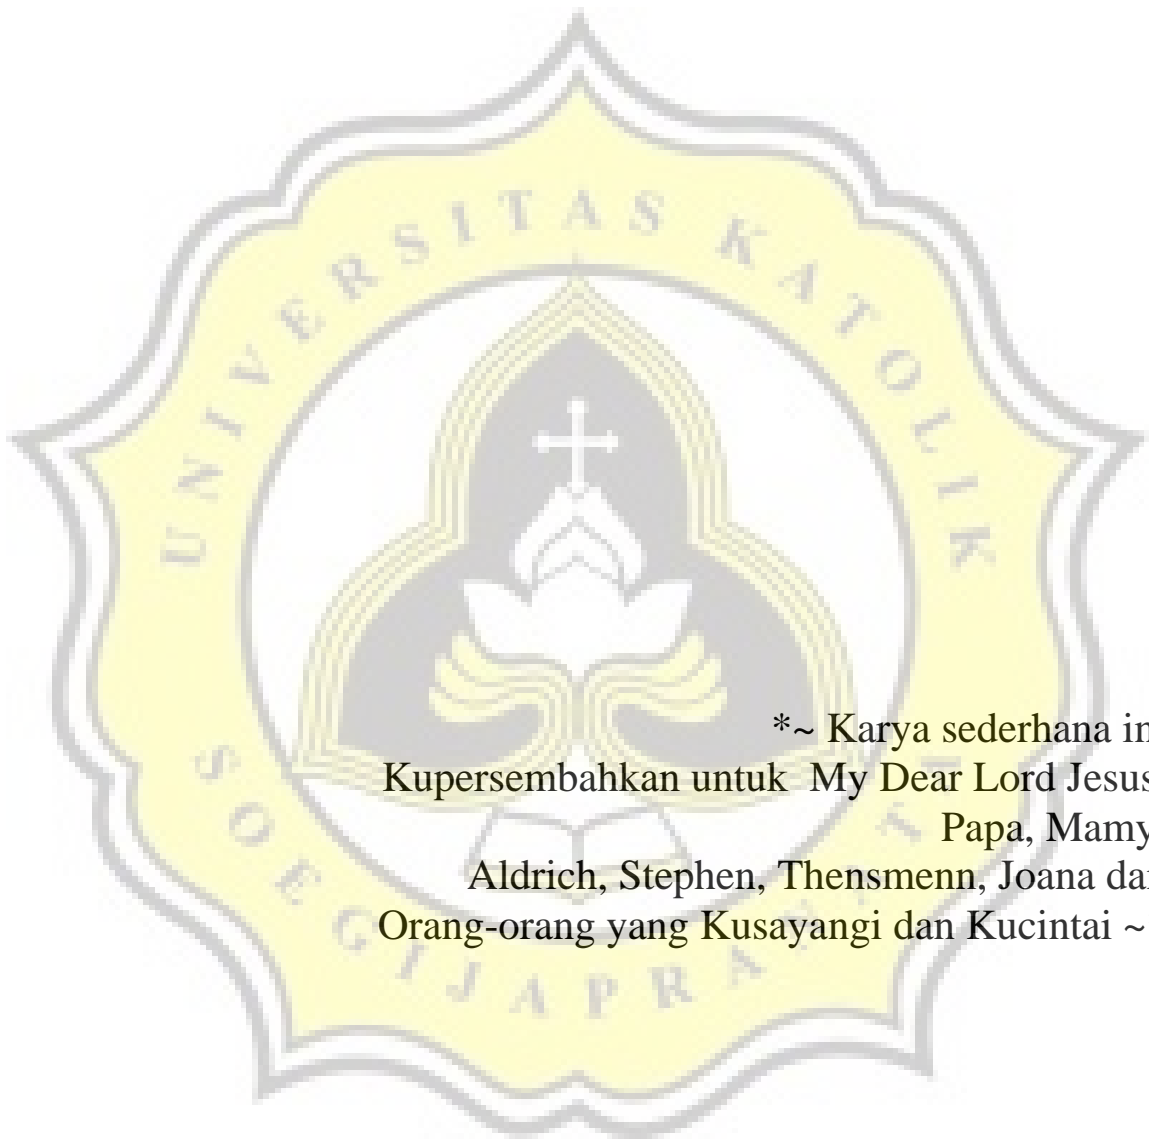 UNIVERSITAS KATOLIK
SOEGIJAPRANATA
*~ Karya sederhana in
Kupersembahkan untuk My Dear Lord Jesus
Papa, Mamy
Aldrich, Stephen, Thensmenn, Joana da
Orang-orang yang Kusayangi dan Kucintai ~